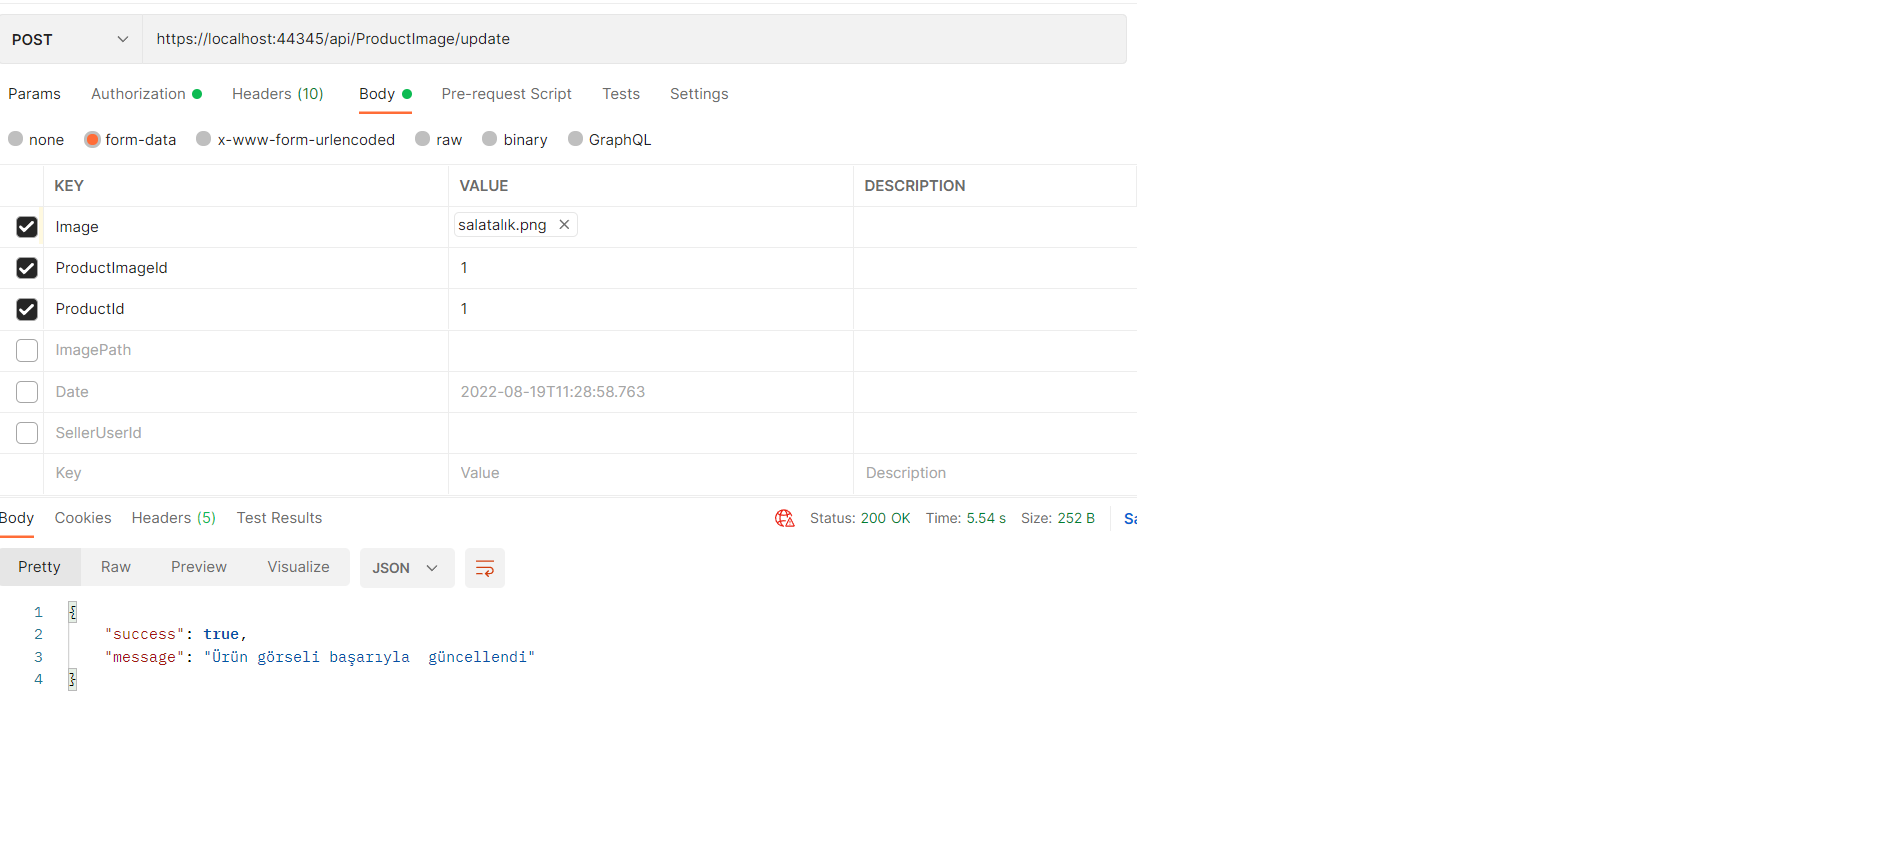 POST https://localhost:44345/api/ProductImage/update
Params Authorization Headers (10) Body Pre-request Script Tests Settings
none form-data x-www-form-urlencoded raw binary GraphQL
KEY VALUE DESCRIPTION
Image salatalık.png
ProductImageId 1
ProductId 1
ImagePath
Date 2022-08-19T11:28:58.763
SellerUserId
Key Value Description
Body Cookies Headers (5) Test Results Status: 200 OK Time: 5.54 s Size: 252 B Sa
Pretty Raw Preview Visualize JSON
1 {
2 "success": true,
3 "message": "Ürün görseli başarıyla  güncellendi"
4 }